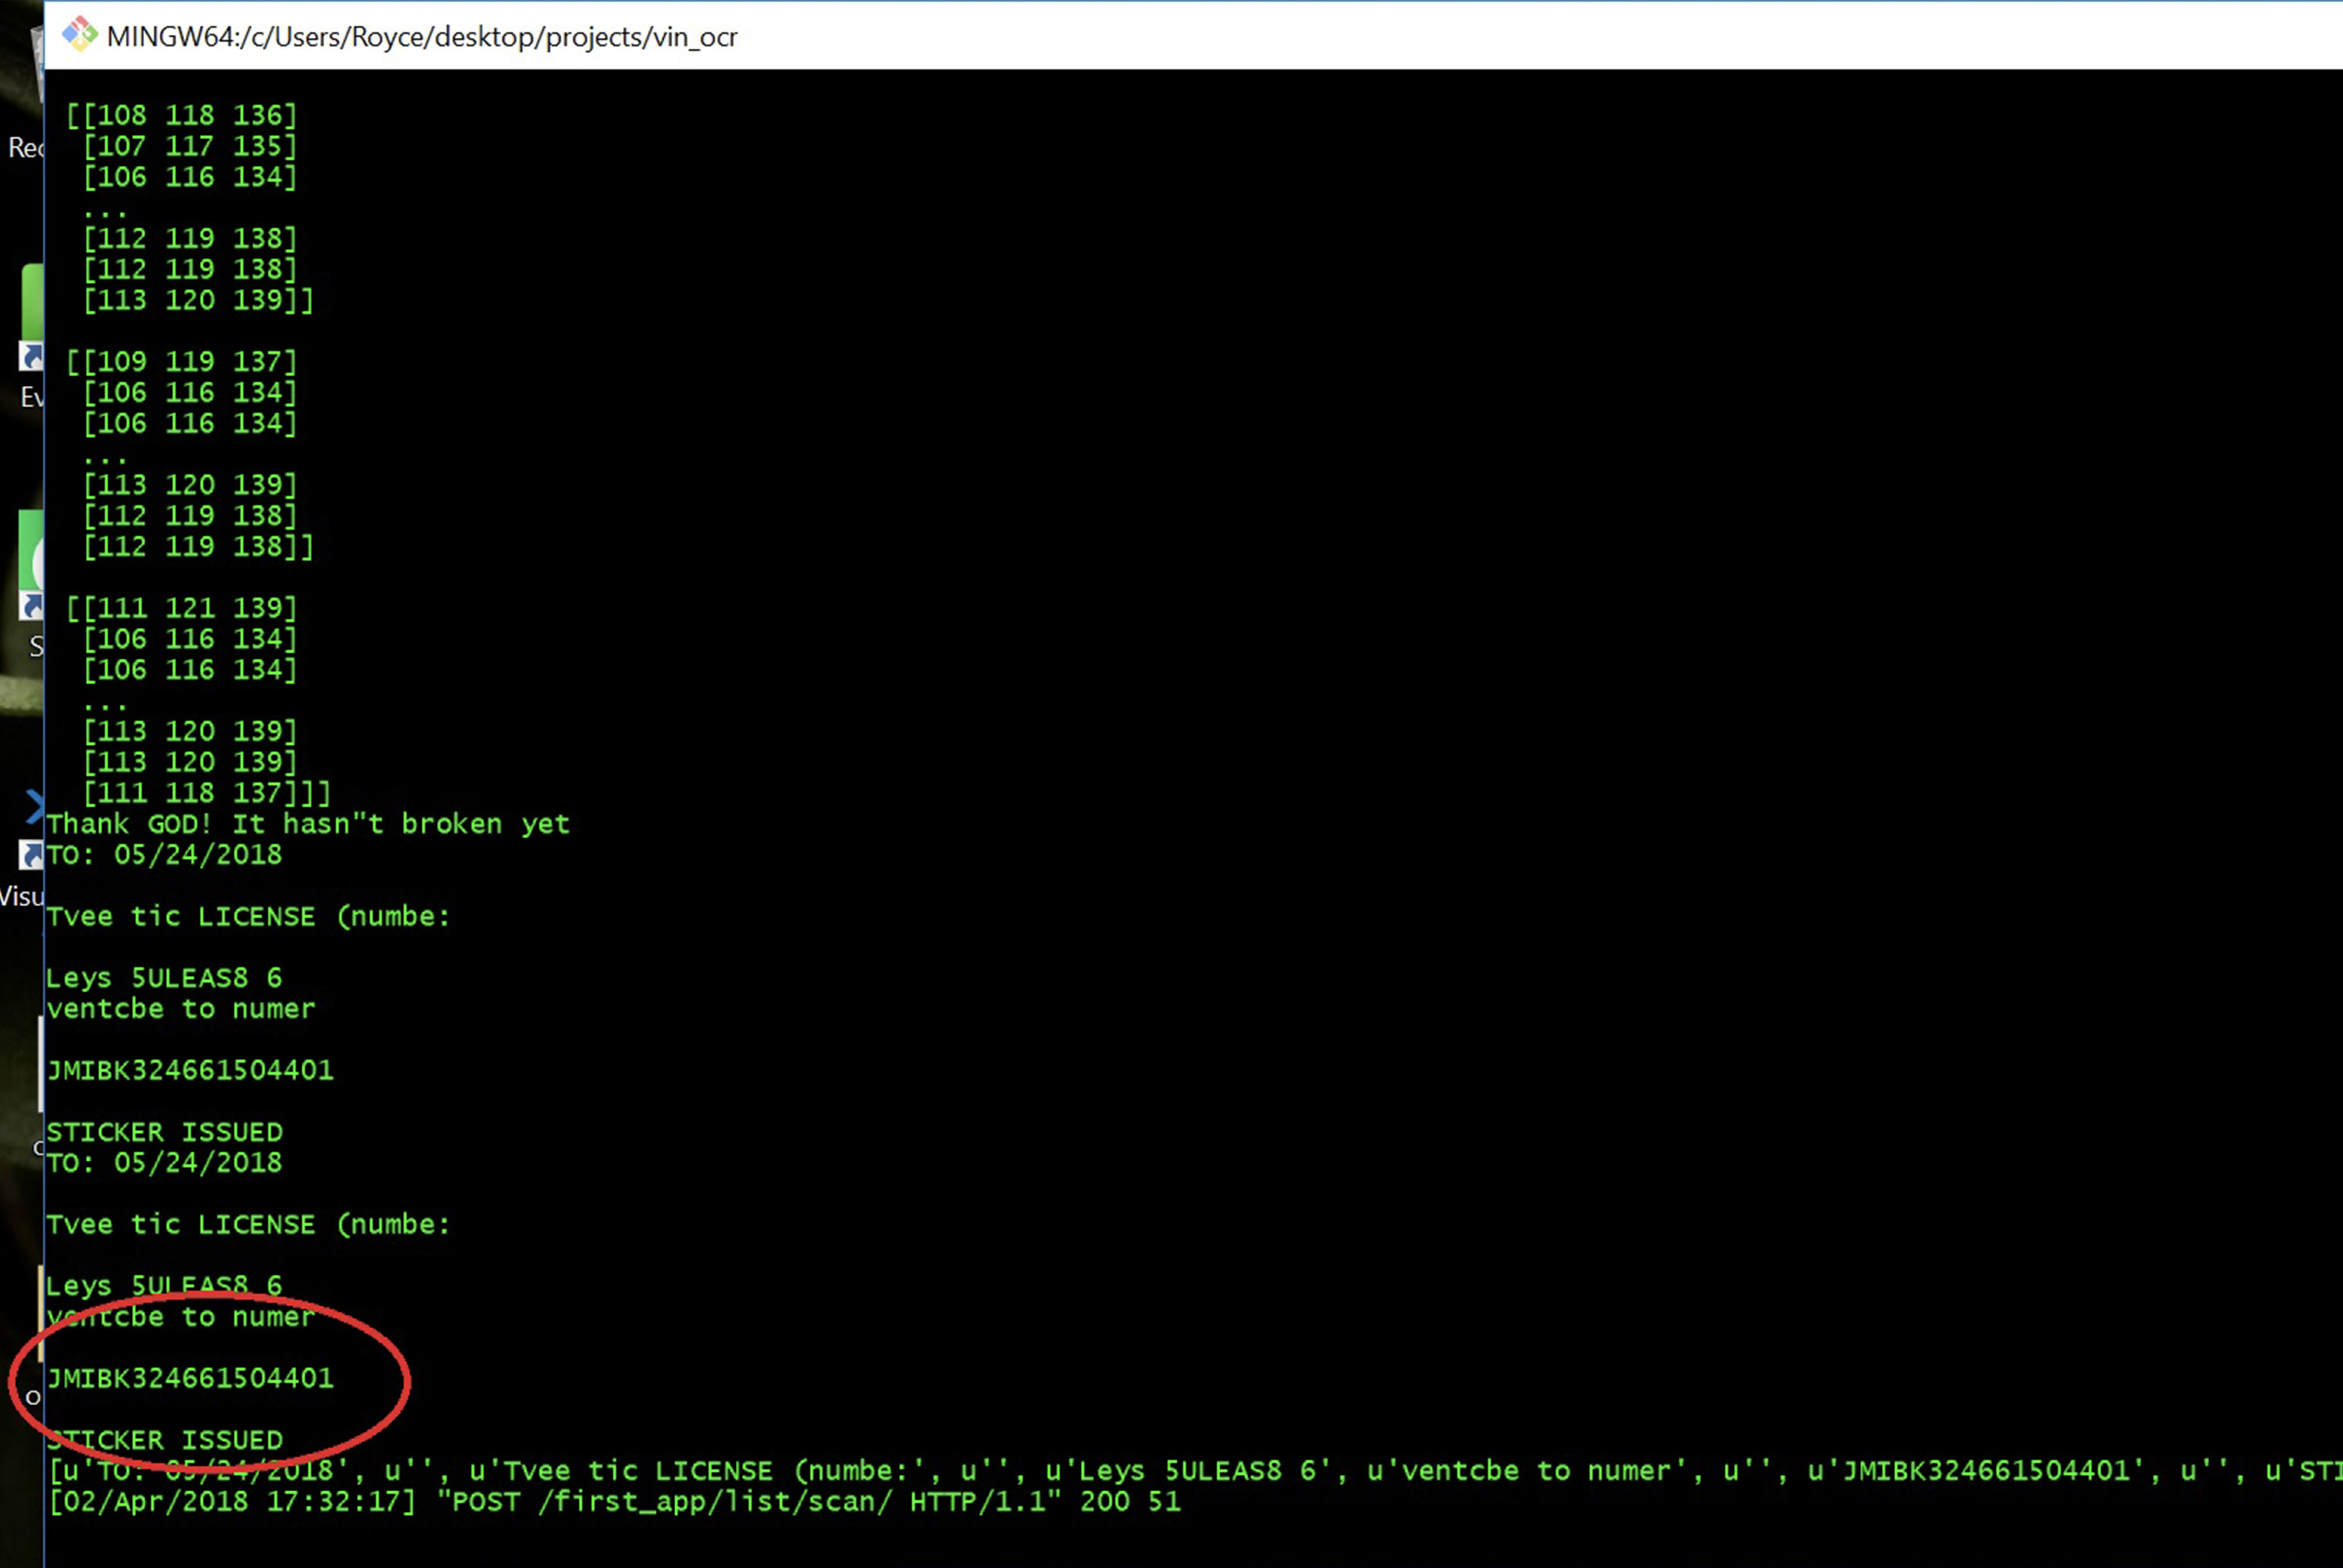 MINGW64:/c/Users/Royce/desktop/projects/vin_ocr
[[108 118 136]
[107 117 135]
[106 116 134]
...
[112 119 138]
[112 119 138]
[113 120 139]]
[[109 119 137]
[106 116 134]
[106 116 134]
...
[113 120 139]
[112 119 138]
[112 119 138]]
[[111 121 139]
[106 116 134]
[106 116 134]
...
[113 120 139]
[113 120 139]
[111 118 137]]]
Thank GOD! It hasn"t broken yet
TO: 05/24/2018
Tvee tic LICENSE (numbe:
Leys 5ULEAS8 6
ventcbe to numer
JMIBK324661504401
STICKER ISSUED
TO: 05/24/2018
Tvee tic LICENSE (numbe:
Leys 5ULEAS8 6
ventcbe to numer
JMIBK324661504401
STICKER ISSUED
[u'TO: 05/24/2018', u'', u'Tvee tic LICENSE (numbe:', u'', u'Leys 5ULEAS8 6', u'ventcbe to numer', u'', u'JMIBK324661504401', u'', u'STI
[02/Apr/2018 17:32:17] "POST /first_app/list/scan/ HTTP/1.1" 200 51
Rec
Ev
S
Visu